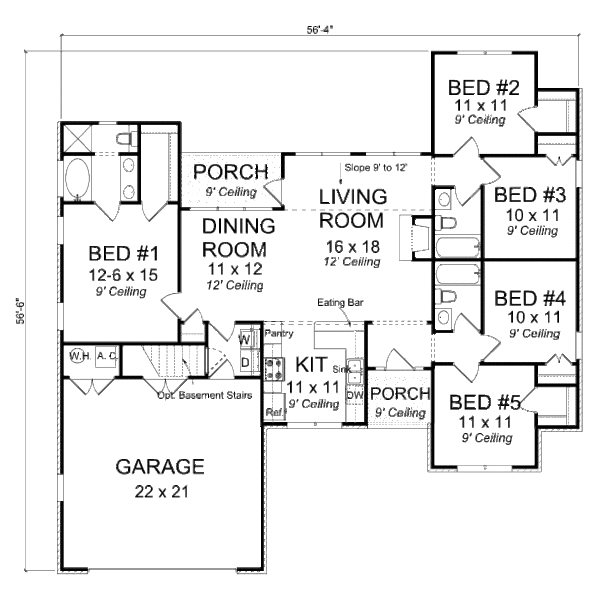 56'-4"
BED #2
11 x 11
9' Ceiling
PORCH
9' Ceiling
Slope 9' to 12'
LIVING
ROOM
16 x 18
12' Ceiling
BED #3
10 x 11
9' Ceiling
DINING
ROOM
11 x 12
12' Ceiling
BED #1
12-6 x 15
9' Ceiling
56'-6"
BED #4
10 x 11
9' Ceiling
Eating Bar
Pantry
W
D
W.H.
A.C.
KIT
11 x 11
9' Ceiling
Sink
DW
Ref.
Opt. Basement Stairs
PORCH
9' Ceiling
BED #5
11 x 11
9' Ceiling
GARAGE
22 x 21